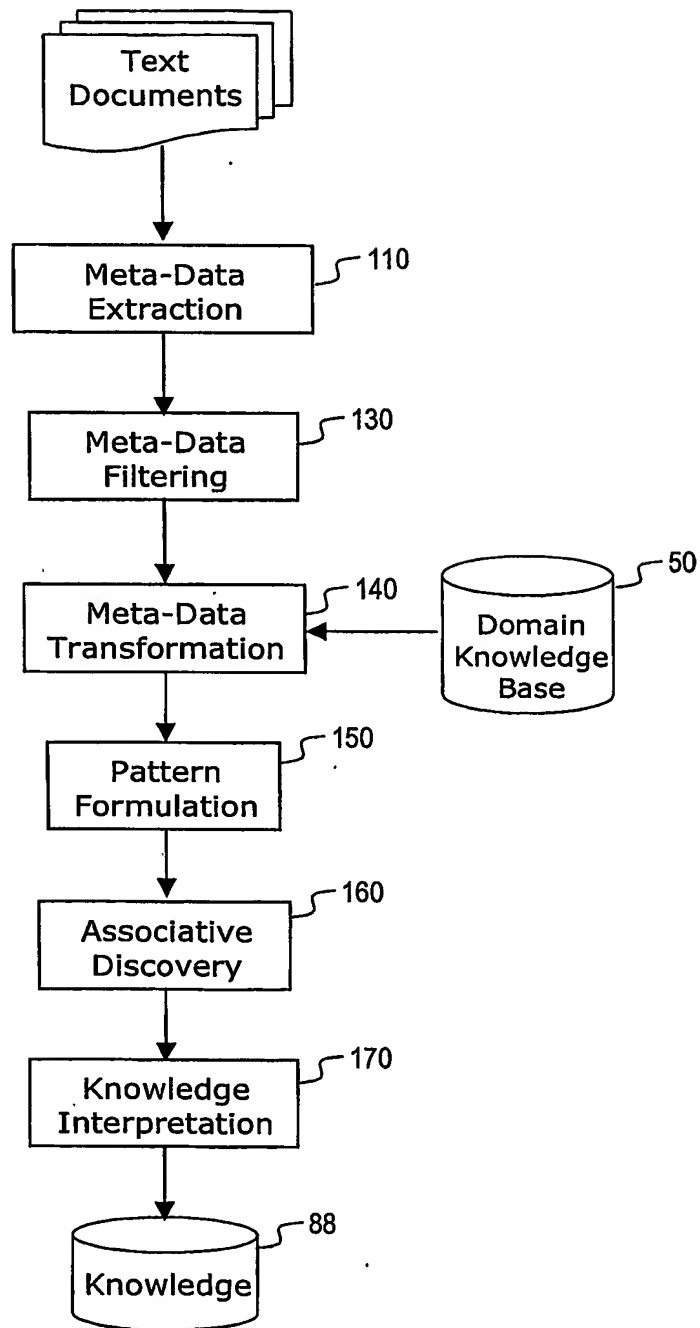 Text
Documents
110
Meta-Data
Extraction
130
Meta-Data
Filtering
140
Meta-Data
Transformation
50
Domain
Knowledge
Base
150
Pattern
Formulation
160
Associative
Discovery
170
Knowledge
Interpretation
88
Knowledge